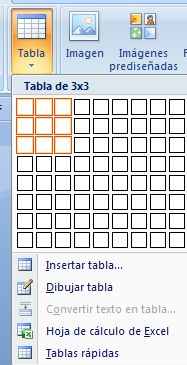 Tabla
Imagen
Imágenes
prediseñadas
Tabla de 3x3
Insertar tabla...
Dibujar tabla
Convertir texto en tabla...
Hoja de cálculo de Excel
Tablas rápidas